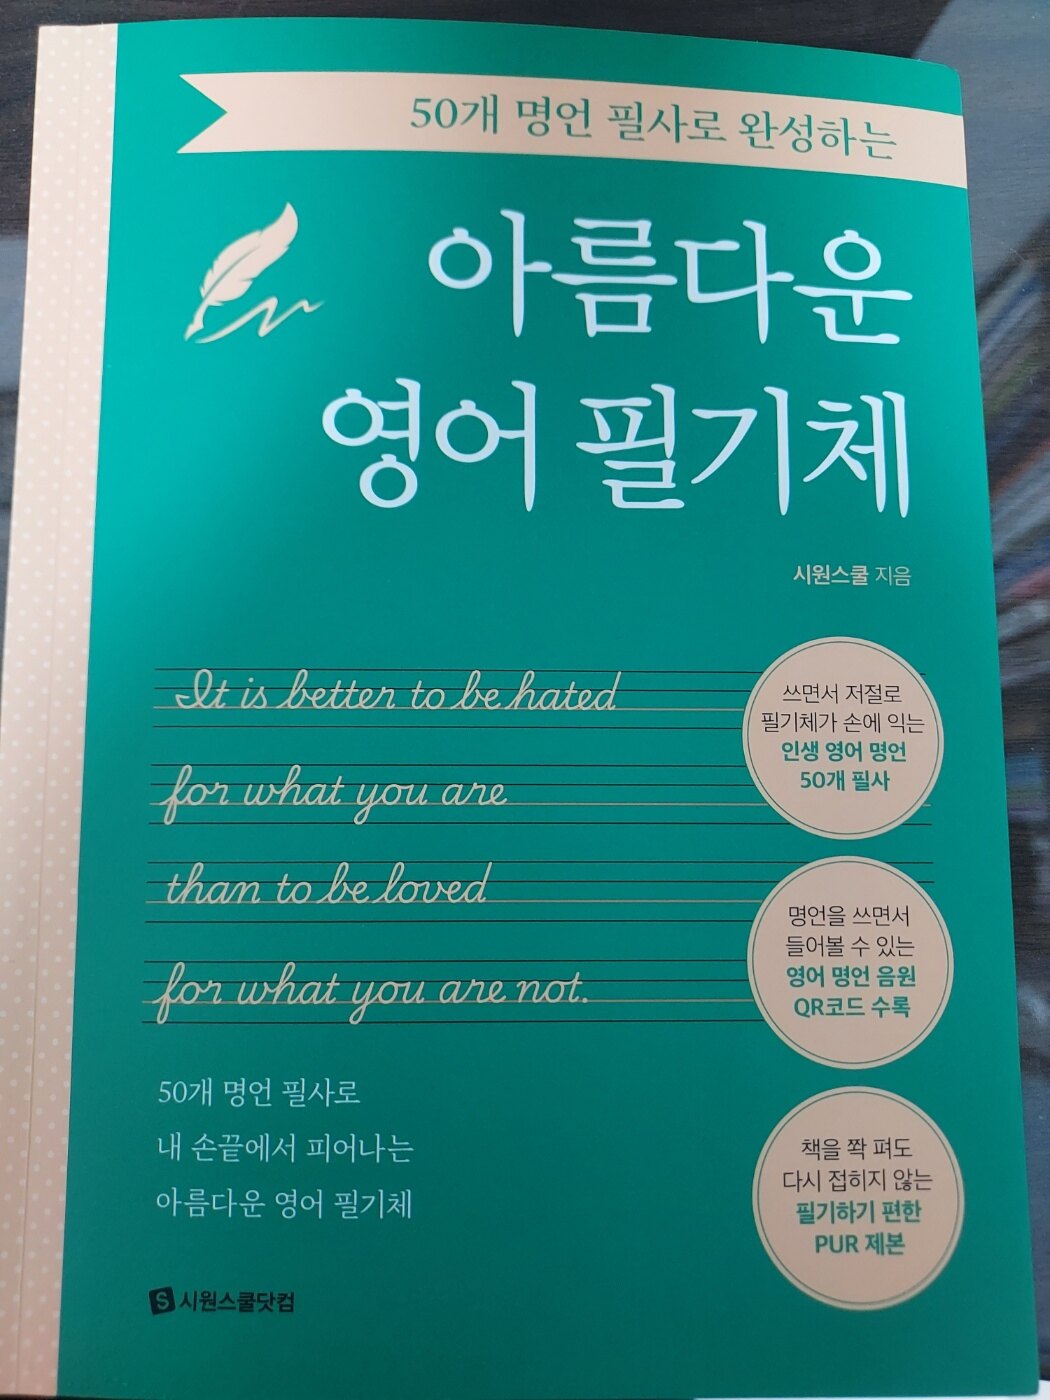 50개 명언 필사로 완성하는
아름다운
영어 필기체
시원스쿨 지음
It is better to be hated
for what you are
than to be loved
for what you are not.
쓰면서 저절로
필기체가 손에 익는
인생 영어 명언
50개 필사
명언을 쓰면서
들어볼 수 있는
영어 명언 음원
QR코드 수록
책을 쫙 펴도
다시 접히지 않는
필기하기 편한
PUR 제본
50개 명언 필사로
내 손끝에서 피어나는
아름다운 영어 필기체
S 시원스쿨닷컴